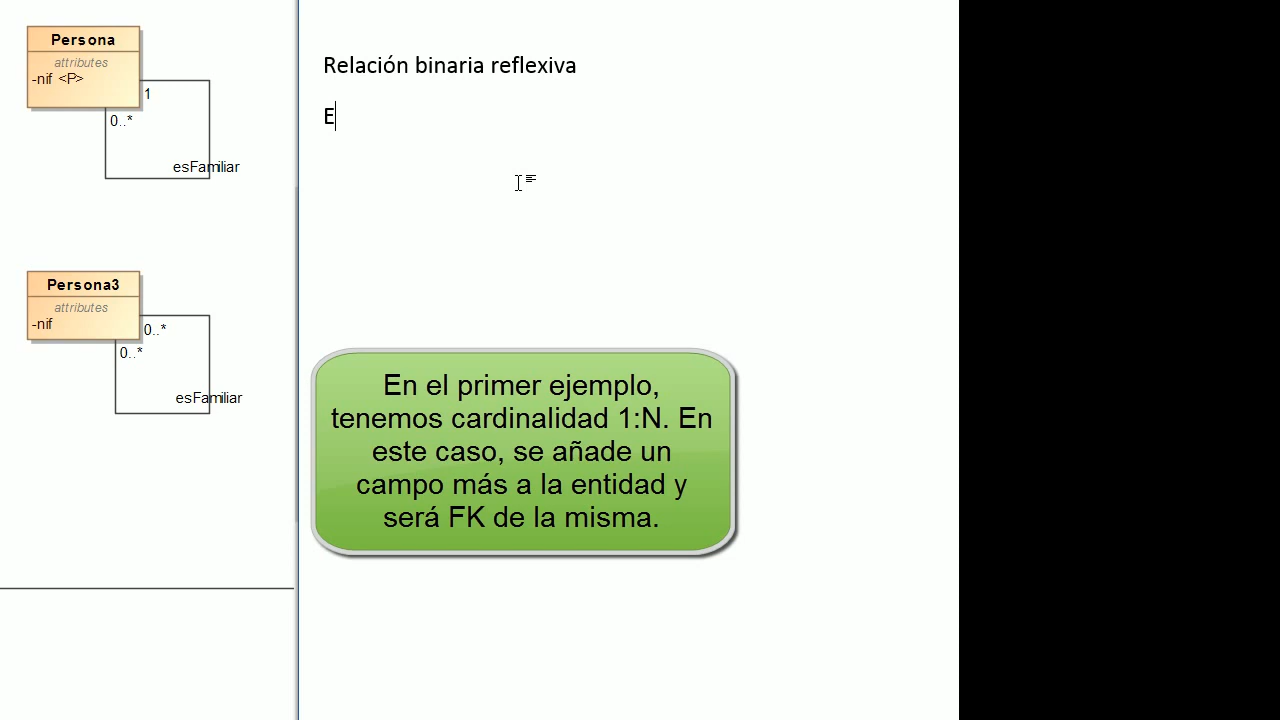 Persona
attributes
-nif <P>
1
0..*
esFamiliar
Persona3
attributes
-nif
0..*
0..*
esFamiliar
Relación binaria reflexiva
E
En el primer ejemplo,
tenemos cardinalidad 1:N. En
este caso, se añade un
campo más a la entidad y
será FK de la misma.